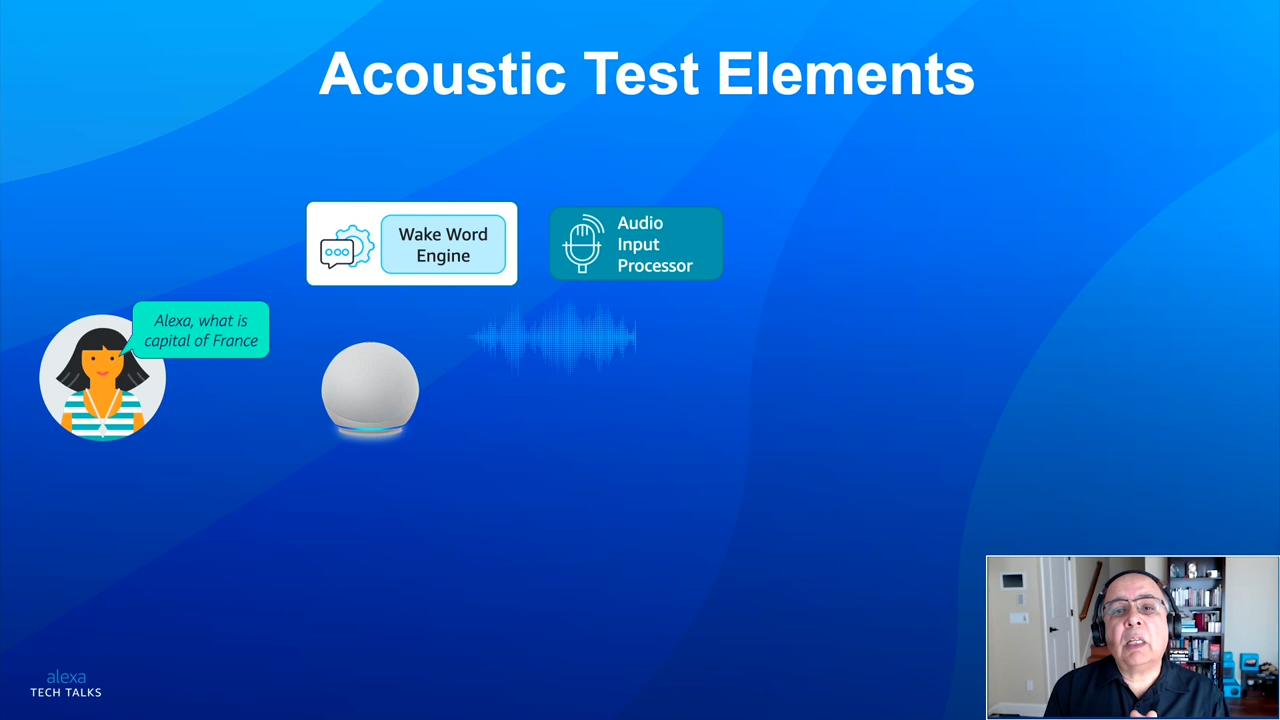 Acoustic Test Elements
Wake Word
Engine
Audio
Input
Processor
Alexa, what is
capital of France
alexa
TECH TALKS